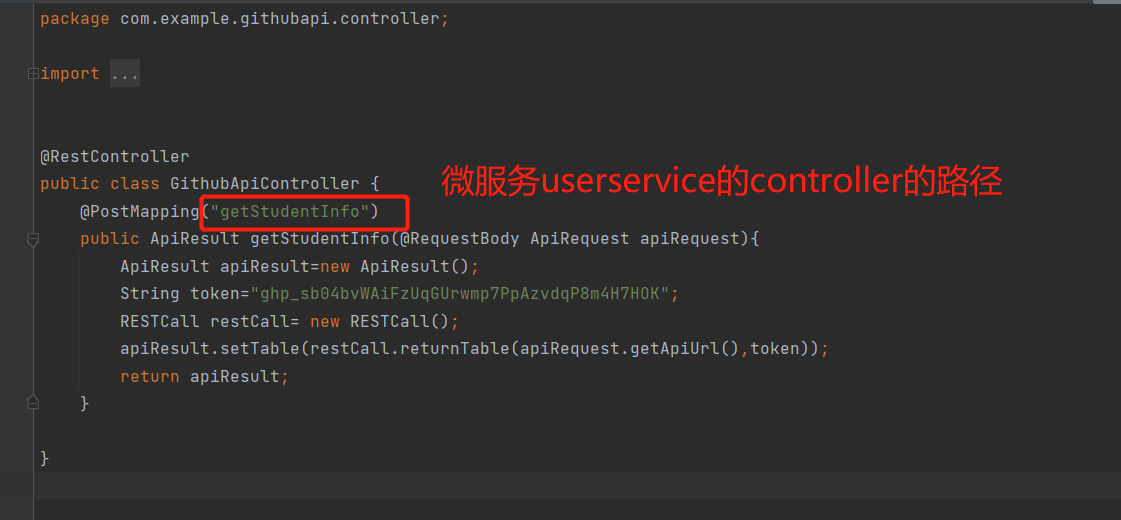 package com.example.githubapi.controller;
import ...
@RestController
public class GithubApiController {
微服务userservice的controller的路径
@PostMapping("getStudentInfo")
public ApiResult getStudentInfo(@RequestBody ApiRequest apiRequest){
ApiResult apiResult=new ApiResult();
String token="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";
RESTCall restCall= new RESTCall();
apiResult.setTable(restCall.returnTable(apiRequest.getApiUrl(),token));
return apiResult;
}
}